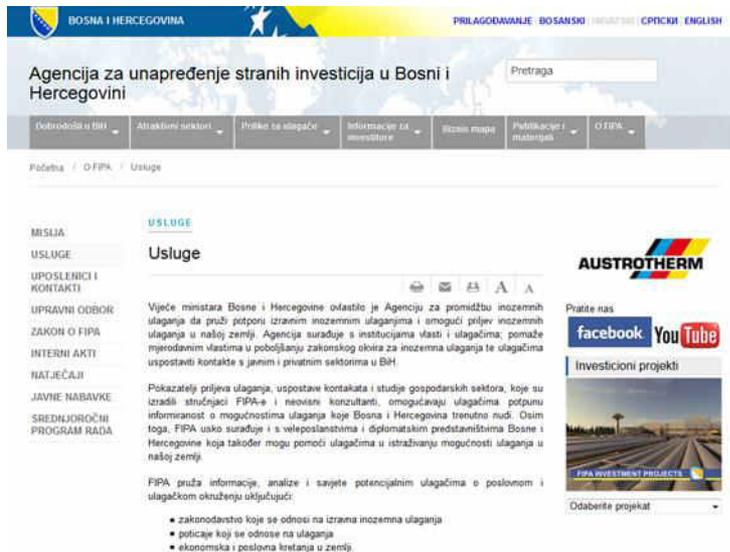 BOSNA I HERCEGOVINA
PRILAGOĐAVANJE BOSANSKI HRVATSKI СРПСКИ ENGLISH
Agencija za unapređenje stranih investicija u Bosni i
Hercegovini
Pretraga
Dobrodošli u BiH
Atraktivni sektori
Prilike za ulagače
Informacije za
investitore
Biznis mapa
Publikacije i
materijali
O FIPA
Početna / O FIPA / Usluge
MISIJA
USLUGE
UPOSLENICI I
KONTAKTI
UPRAVNI ODBOR
ZAKON O FIPA
INTERNI AKTI
NATJEČAJI
JAVNE NABAVKE
SREDNJOROČNI
PROGRAM RADA
USLUGE
Usluge
A A
Vijeće ministara Bosne i Hercegovine ovlastilo je Agenciju za promidžbu inozemnih
ulaganja da pruži potporu izravnim inozemnim ulaganjima i omogući priljev inozemnih
ulaganja u našoj zemlji. Agencija surađuje s institucijama vlasti i ulagačima; pomaže
mjerodavnim vlastima u poboljšanju zakonskog okvira za inozemna ulaganja te ulagačima
uspostaviti kontakte s javnim i privatnim sektorima u BiH.
Pokazatelji priljeva ulaganja, uspostave kontakata i studije gospodarskih sektora, koje su
izradili stručnjaci FIPA-e i neovisni konzultanti, omogućavaju ulagačima potpunu
informiranost o mogućnostima ulaganja koje Bosna i Hercegovina trenutno nudi. Osim
toga, FIPA usko surađuje i s veleposlanstvima i diplomatskim predstavništvima Bosne i
Hercegovine koja također mogu pomoći ulagačima u istraživanju mogućnosti ulaganja u
našoj zemlji.
FIPA pruža informacije, analize i savjete potencijalnim ulagačima o poslovnom i
ulagačkom okruženju uključujući:
zakonodavstvo koje se odnosi na izravna inozemna ulaganja
poticaje koji se odnose na ulaganja
ekonomska i poslovna kretanja u zemlji.
AUSTROTHERM
Pratite nas
facebook YouTube
Investicioni projekti
FIPA INVESTMENT PROJECTS
Odaberite projekat